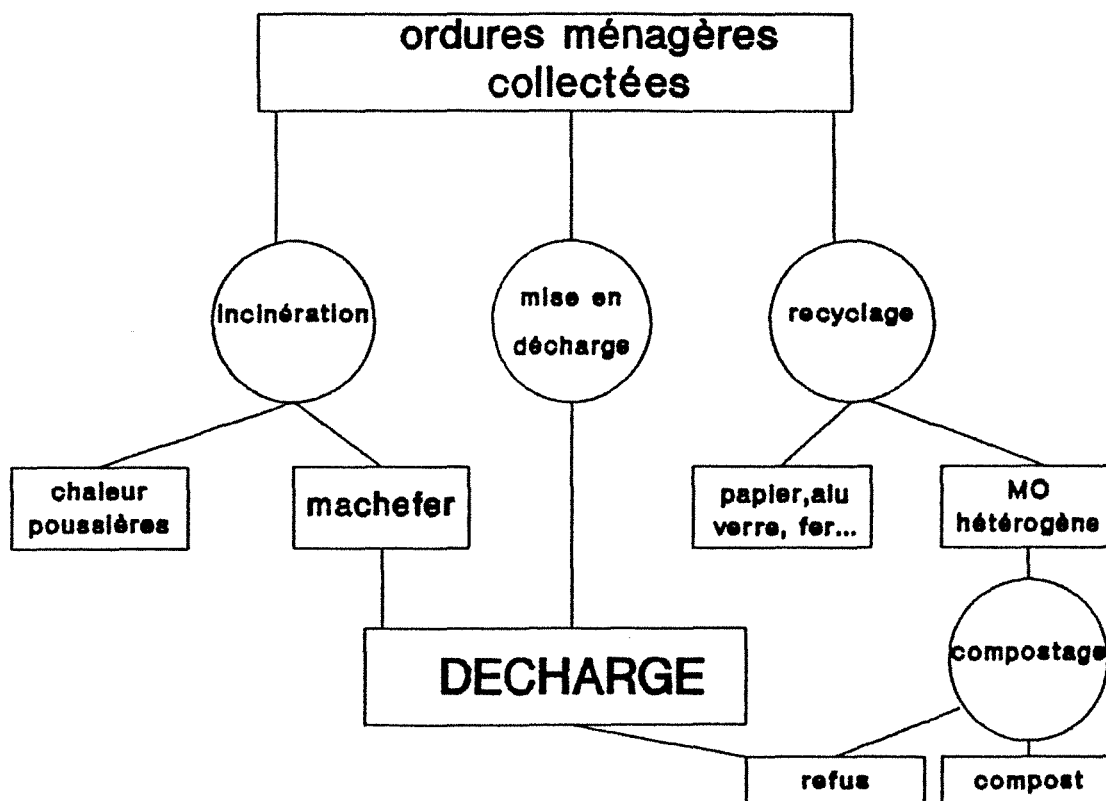 ordures ménagères
collectées
incinération
mise en
décharge
recyclage
chaleur
poussières
machefer
papier,alu
verre, fer...
MO
hétérogène
compostage
DECHARGE
refus
compost